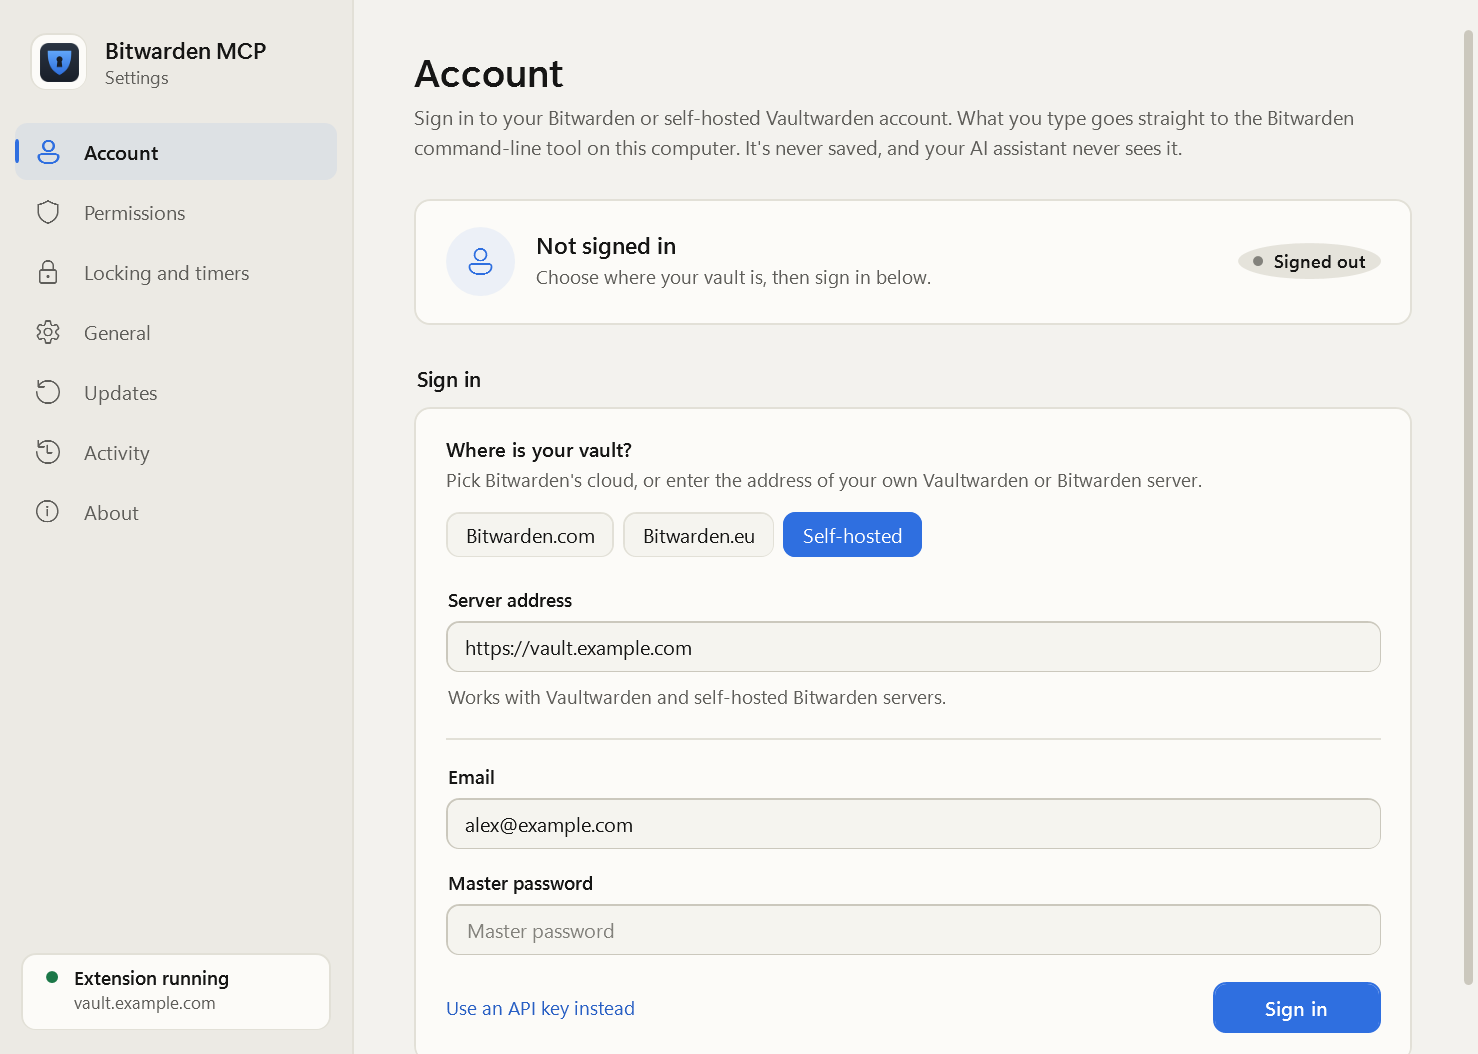 Bitwarden MCP
Settings
Account
Permissions
Locking and timers
General
Updates
Activity
About
Extension running
vault.example.com
Account
Sign in to your Bitwarden or self-hosted Vaultwarden account. What you type goes straight to the Bitwarden
command-line tool on this computer. It's never saved, and your AI assistant never sees it.
Not signed in
Choose where your vault is, then sign in below.
Signed out
Sign in
Where is your vault?
Pick Bitwarden's cloud, or enter the address of your own Vaultwarden or Bitwarden server.
Bitwarden.com
Bitwarden.eu
Self-hosted
Server address
https://vault.example.com
Works with Vaultwarden and self-hosted Bitwarden servers.
Email
alex@example.com
Master password
Master password
Use an API key instead
Sign in